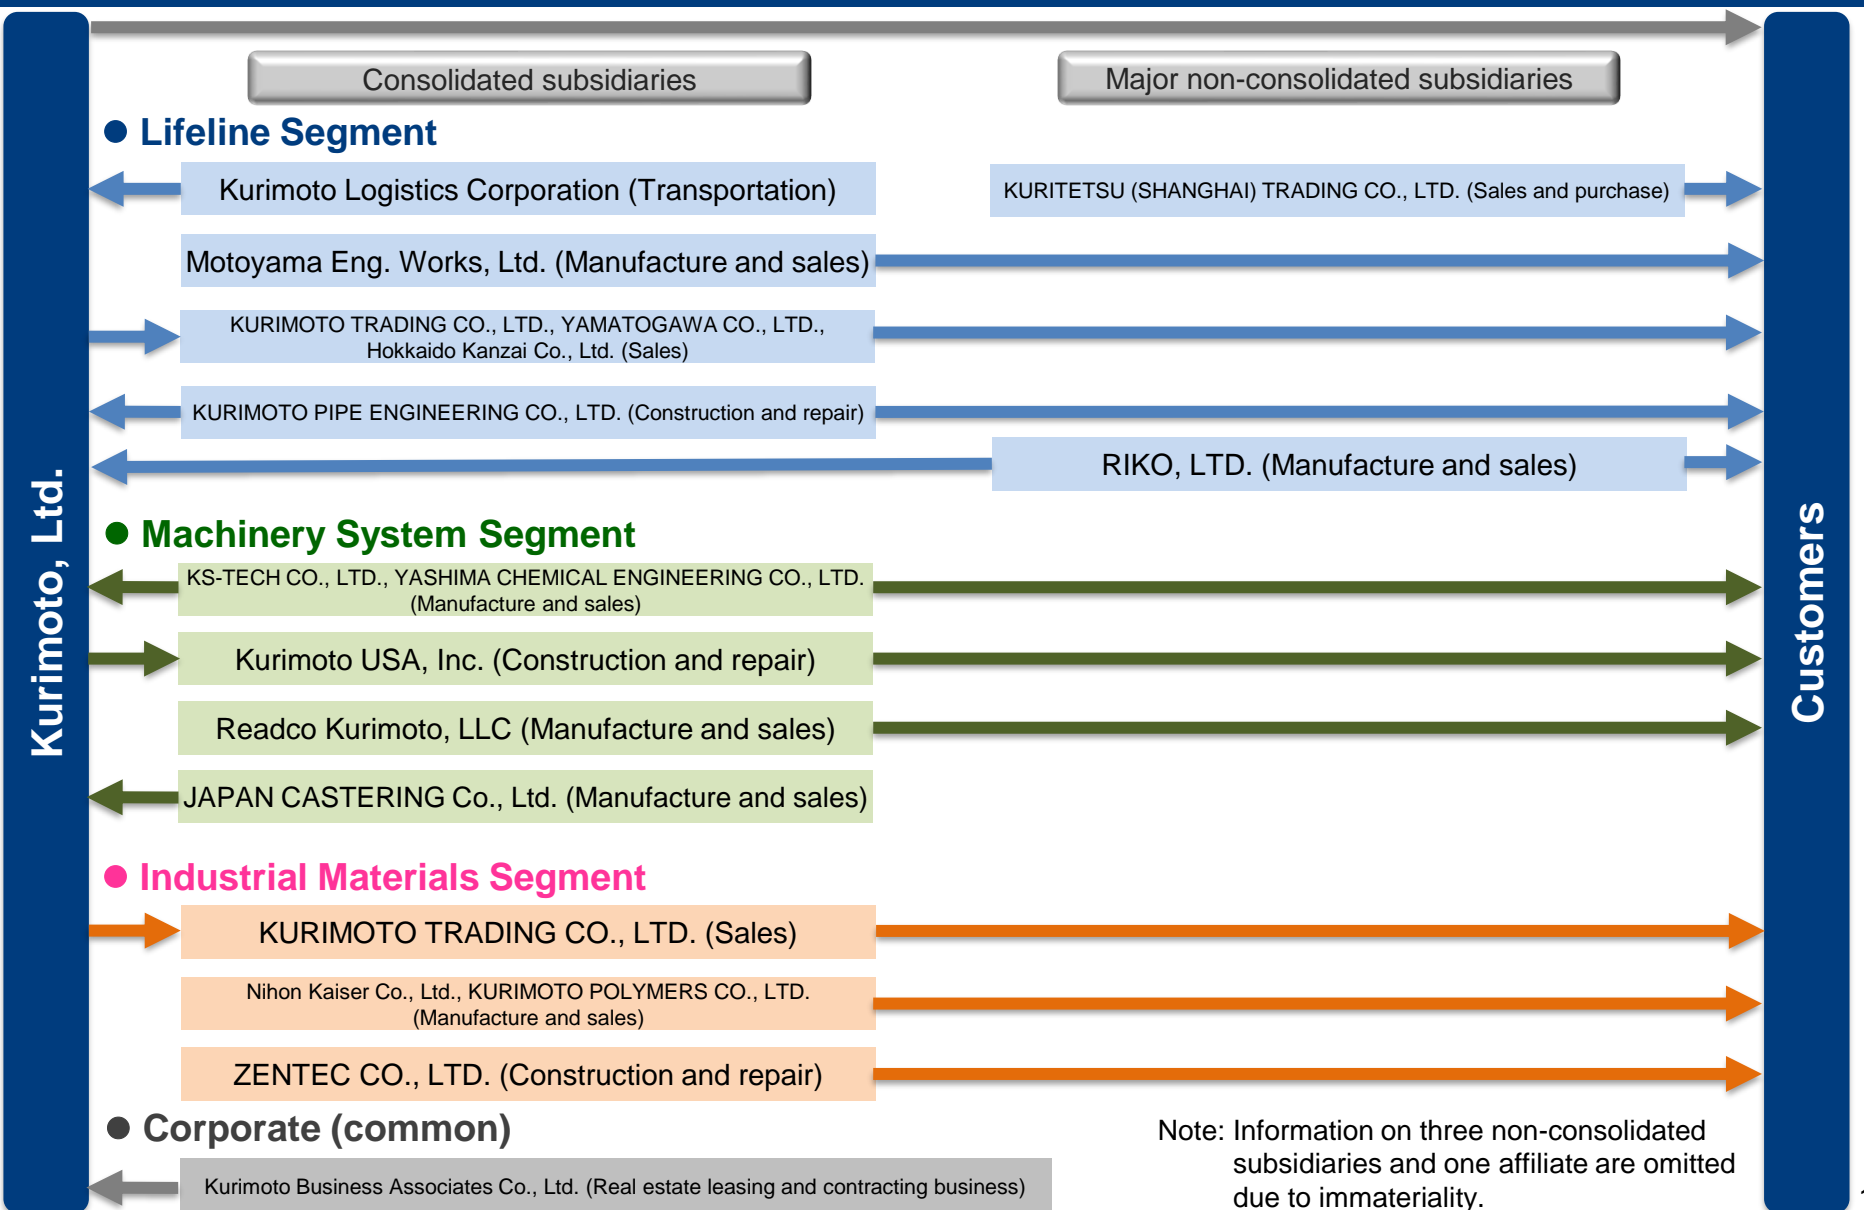 Consolidated subsidiaries
Major non-consolidated subsidiaries
Lifeline Segment
Kurimoto Logistics Corporation (Transportation)
KURITETSU (SHANGHAI) TRADING CO., LTD. (Sales and purchase)
Motoyama Eng. Works, Ltd. (Manufacture and sales)
KURIMOTO TRADING CO., LTD., YAMATOGAWA CO., LTD.,
Hokkaido Kanzai Co., Ltd. (Sales)
KURIMOTO PIPE ENGINEERING CO., LTD. (Construction and repair)
RIKO, LTD. (Manufacture and sales)
Kurimoto, Ltd.
Customers
Machinery System Segment
KS-TECH CO., LTD., YASHIMA CHEMICAL ENGINEERING CO., LTD.
(Manufacture and sales)
Kurimoto USA, Inc. (Construction and repair)
Readco Kurimoto, LLC (Manufacture and sales)
JAPAN CASTERING Co., Ltd. (Manufacture and sales)
Industrial Materials Segment
KURIMOTO TRADING CO., LTD. (Sales)
Nihon Kaiser Co., Ltd., KURIMOTO POLYMERS CO., LTD.
(Manufacture and sales)
ZENTEC CO., LTD. (Construction and repair)
Corporate (common)
Kurimoto Business Associates Co., Ltd. (Real estate leasing and contracting business)
Note: Information on three non-consolidated
subsidiaries and one affiliate are omitted
due to immateriality.